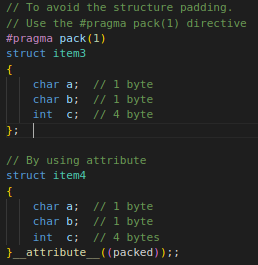 // To avoid the structure padding.
// Use the #pragma pack(1) directive
#pragma pack(1)
struct item3
{
    char a;  // 1 byte
    char b;  // 1 byte
    int  c;  // 4 byte
};

// By using attribute
struct item4
{
    char a;  // 1 byte
    char b;  // 1 byte
    int  c;  // 4 bytes
}__attribute__((packed));;